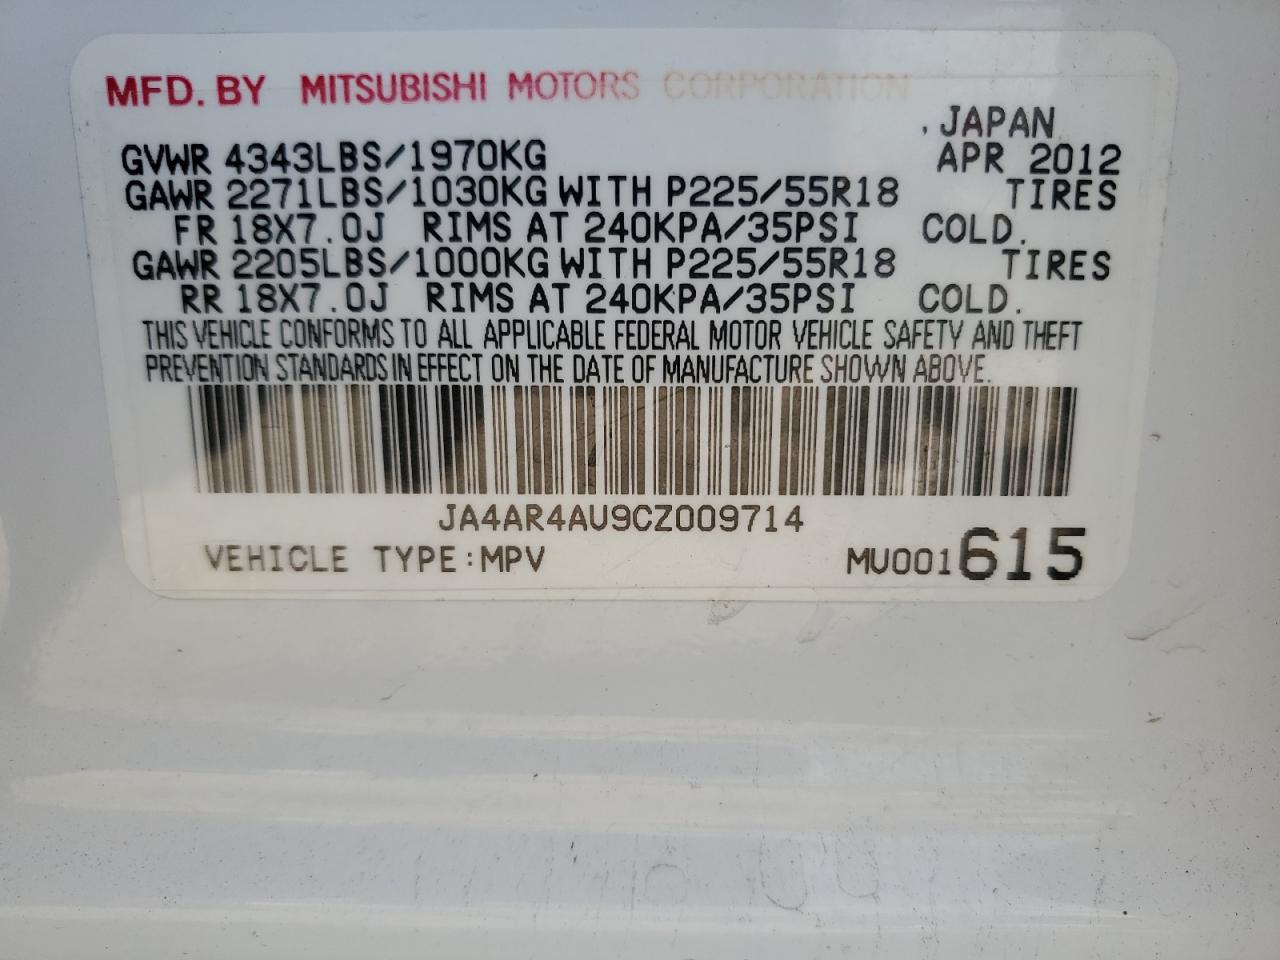 MFD. BY MITSUBISHI MOTORS CORPORATION
, JAPAN
GVWR 4343LBS/1970KG APR 2012
GAWR 2271LBS/1030KG WITH P225/55R18 TIRES
FR 18X7.0J RIMS AT 240KPA/35PSI COLD.
GAWR 2205LBS/1000KG WITH P225/55R18 TIRES
RR 18X7.0J RIMS AT 240KPA/35PSI COLD.
THIS VEHICLE CONFORMS TO ALL APPLICABLE FEDERAL MOTOR VEHICLE SAFETY AND THEFT
PREVENTION STANDARDS IN EFFECT ON THE DATE OF MANUFACTURE SHOWN ABOVE.
JA4AR4AU9CZ009714
VEHICLE TYPE:MPV MU001615